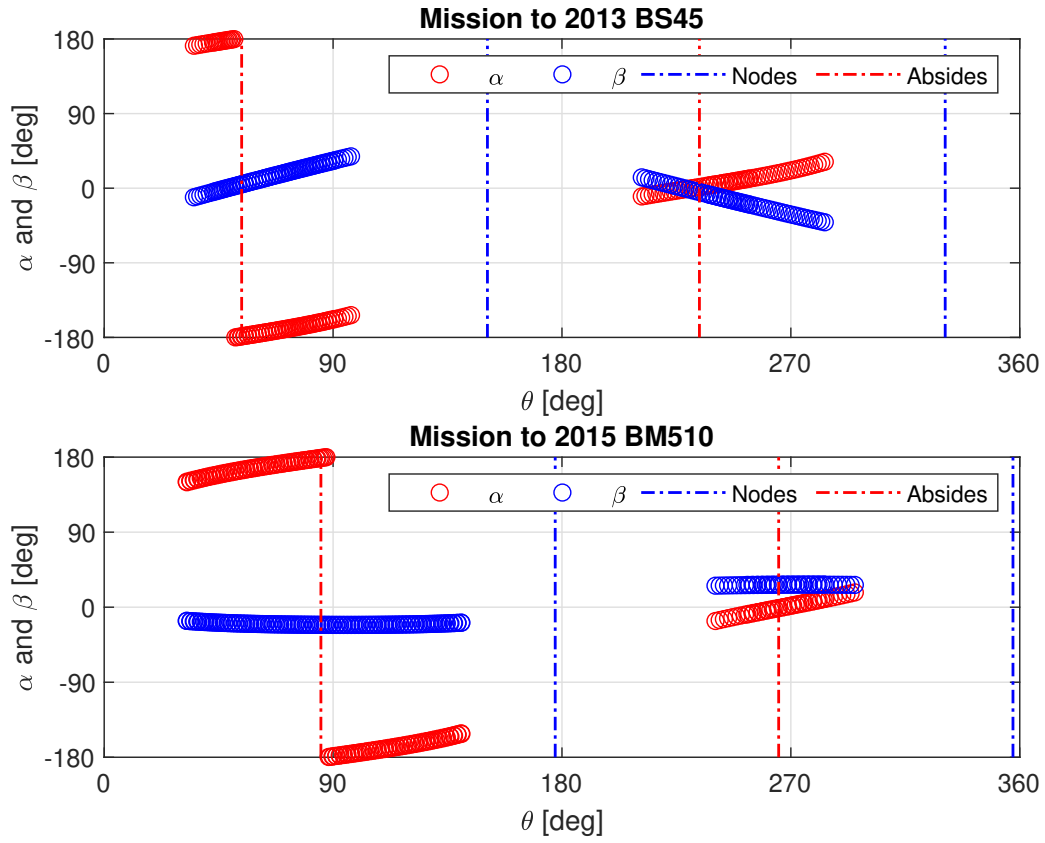 Mission to 2013 BS45
α β Nodes Absides
180
90
0
-90
-180
α and β [deg]
0 90 180 270 360
θ [deg]
Mission to 2015 BM510
α β Nodes Absides
180
90
0
-90
-180
α and β [deg]
0 90 180 270 360
θ [deg]